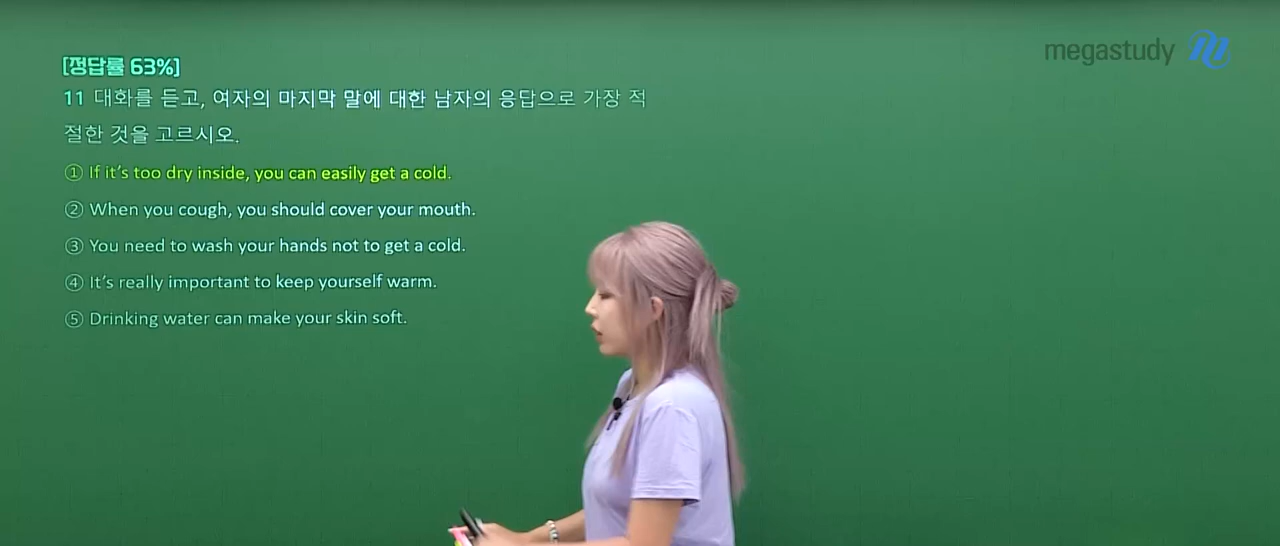 megastudy
[정답률 63%]
11 대화를 듣고, 여자의 마지막 말에 대한 남자의 응답으로 가장 적
절한 것을 고르시오.
① If it's too dry inside, you can easily get a cold.
② When you cough, you should cover your mouth.
③ You need to wash your hands not to get a cold.
④ It's really important to keep yourself warm.
⑤ Drinking water can make your skin soft.